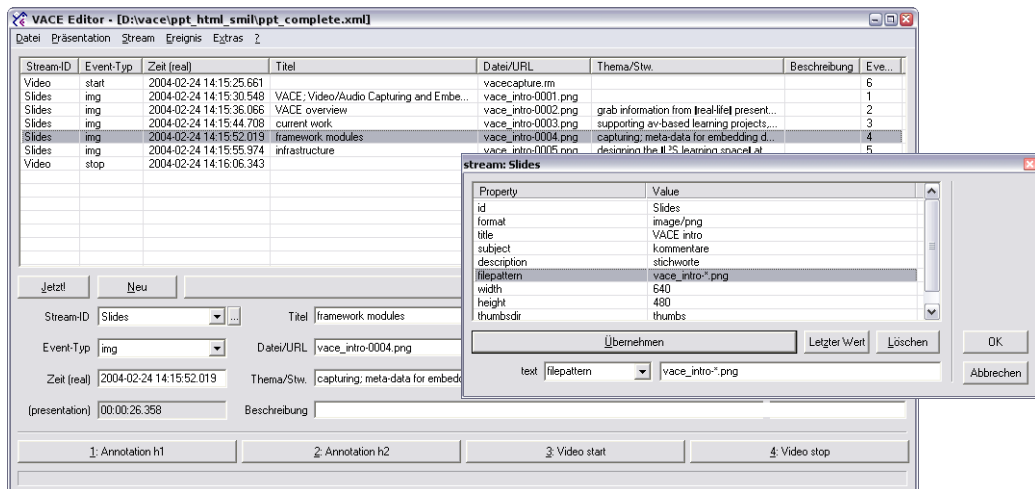 VACE Editor - [D:\vace\ppt_html_smil\ppt_complete.xml]
Datei Präsentation Stream Ereignis Extras ?
Stream-ID Event-Typ Zeit (real) Titel Datei/URL Thema/Stw. Beschreibung Eve...
Video start 2004-02-24 14:15:25.661 vacecapture.rm 6
Slides img 2004-02-24 14:15:30.548 VACE; Video/Audio Capturing and Embe... vace_intro-0001.png 1
Slides img 2004-02-24 14:15:36.066 VACE overview vace_intro-0002.png grab information from |real-life| present... 2
Slides img 2004-02-24 14:15:44.708 current work vace_intro-0003.png supporting av-based learning projects,... 3
Slides img 2004-02-24 14:15:52.019 framework modules vace_intro-0004.png capturing; meta-data for embedding d... 4
Slides img 2004-02-24 14:15:55.974 infrastructure vace_intro-0005.png designing the learning space at 5
Video stop 2004-02-24 14:16:06.343
stream: Slides
Property Value
id Slides
format image/png
title VACE intro
subject kommentare
description stichworte
filepattern vace_intro-*.png
width 640
height 480
thumbsdir thumbs
Übernehmen Letzter Wert Löschen OK
text filepattern vace_intro-*.png Abbrechen
Jetzt! Neu
Stream-ID Slides ... Titel framework modules
Event-Typ img Datei/URL vace_intro-0004.png
Zeit (real) 2004-02-24 14:15:52.019 Thema/Stw. capturing; meta-data for embedd
(presentation) 00:00:26.358 Beschreibung
1: Annotation h1 2: Annotation h2 3: Video start 4: Video stop